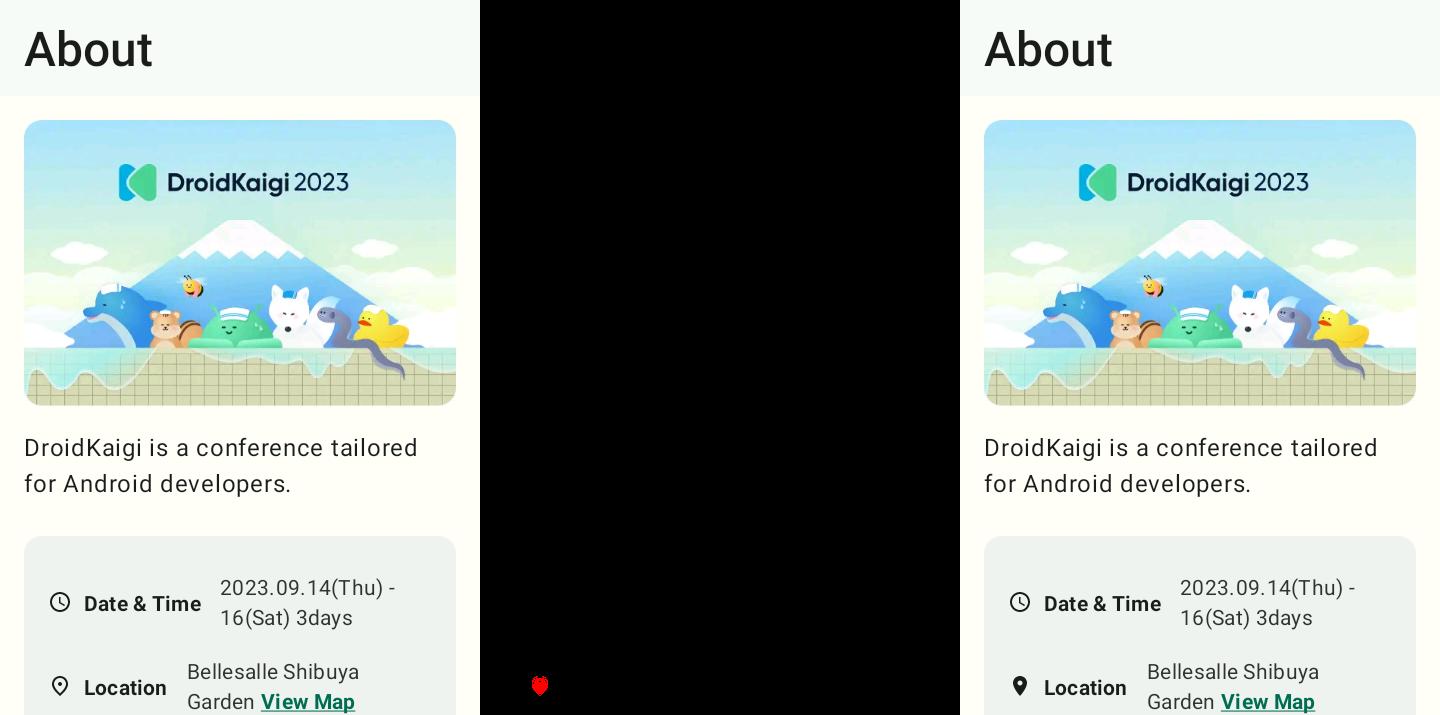 About
DroidKaigi 2023
DroidKaigi is a conference tailored
for Android developers.
Date & Time
2023.09.14(Thu) -
16(Sat) 3days
Location
Bellesalle Shibuya
Garden View Map
About
DroidKaigi 2023
DroidKaigi is a conference tailored
for Android developers.
Date & Time
2023.09.14(Thu) -
16(Sat) 3days
Location
Bellesalle Shibuya
Garden View Map